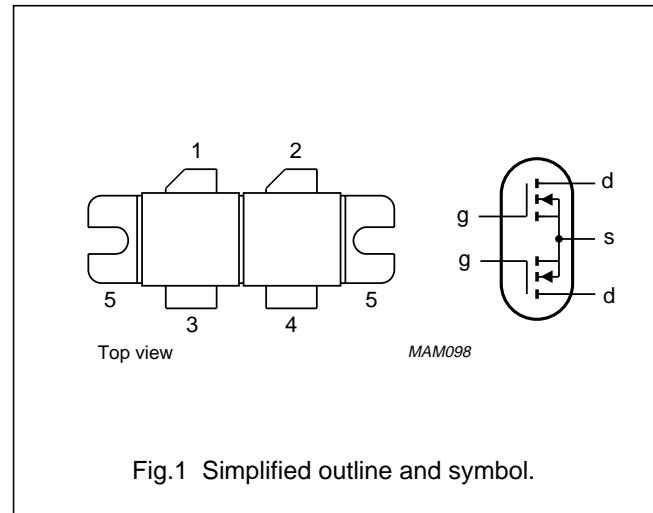 1 2
d
g
s
g
d
5 5
3 4
Top view MAM098
Fig.1 Simplified outline and symbol.